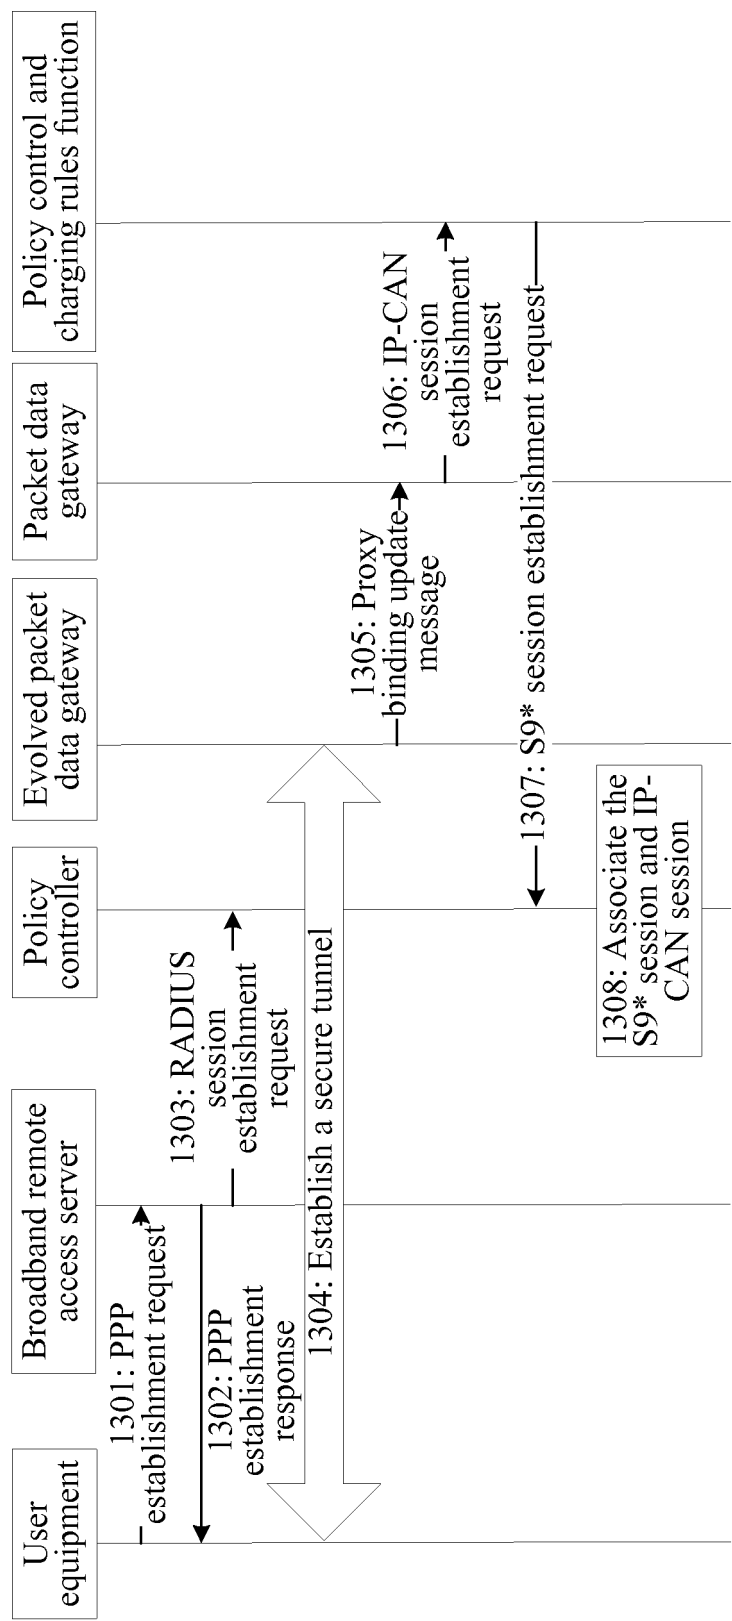 User
equipment
Broadband remote
access server
Policy
controller
Evolved packet
data gateway
Packet data
gateway
Policy control and
charging rules function
1301: PPP
establishment request
1302: PPP
establishment
response
1303: RADIUS
session
establishment
request
1304: Establish a secure tunnel
1305: Proxy
binding update
message
1306: IP-CAN
session
establishment
request
1307: S9* session establishment request
1308: Associate the
S9* session and IP-
CAN session